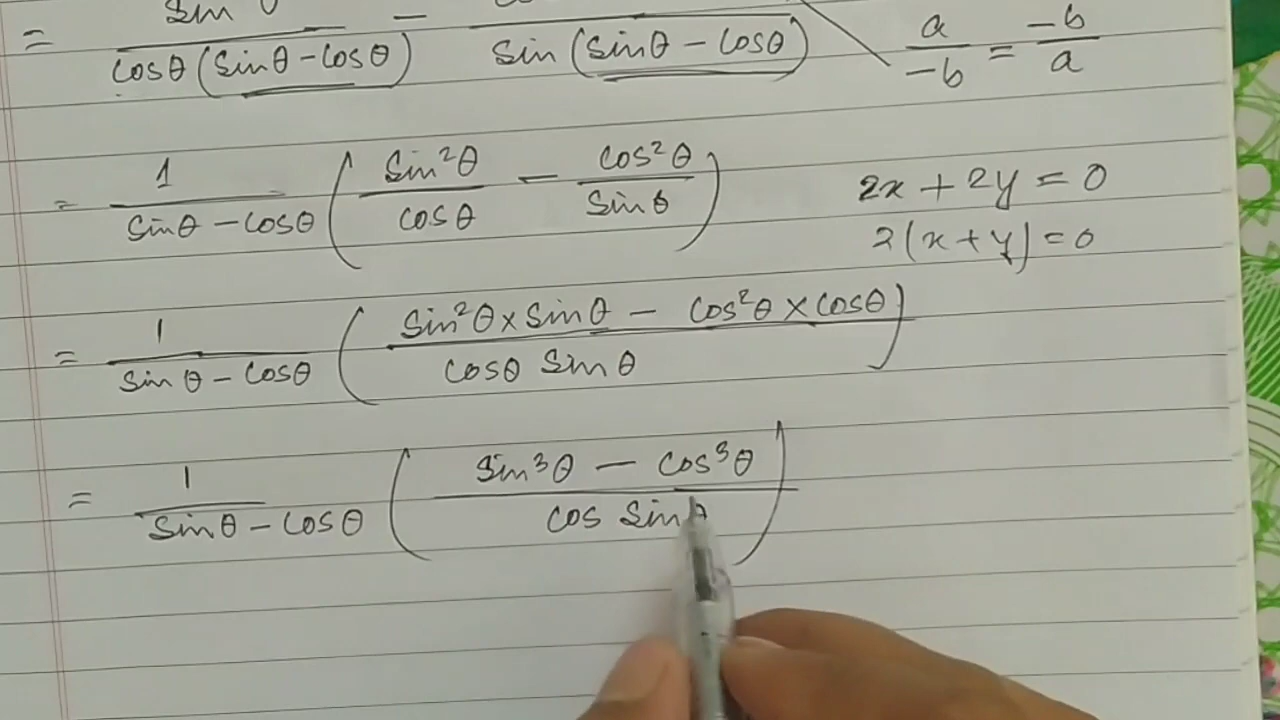 = sin θ / cosθ (sinθ - cosθ) - / sin (sinθ - cosθ)
a / -b = -b / a
= 1 / sinθ - cosθ ( sin²θ / cosθ - cos²θ / sinθ )
2x + 2y = 0
2(x + y) = 0
= 1 / sinθ - cosθ ( sin²θ × sinθ - cos²θ × cosθ / cosθ sinθ )
= 1 / sinθ - cosθ ( sin³θ - cos³θ / cos sinθ )